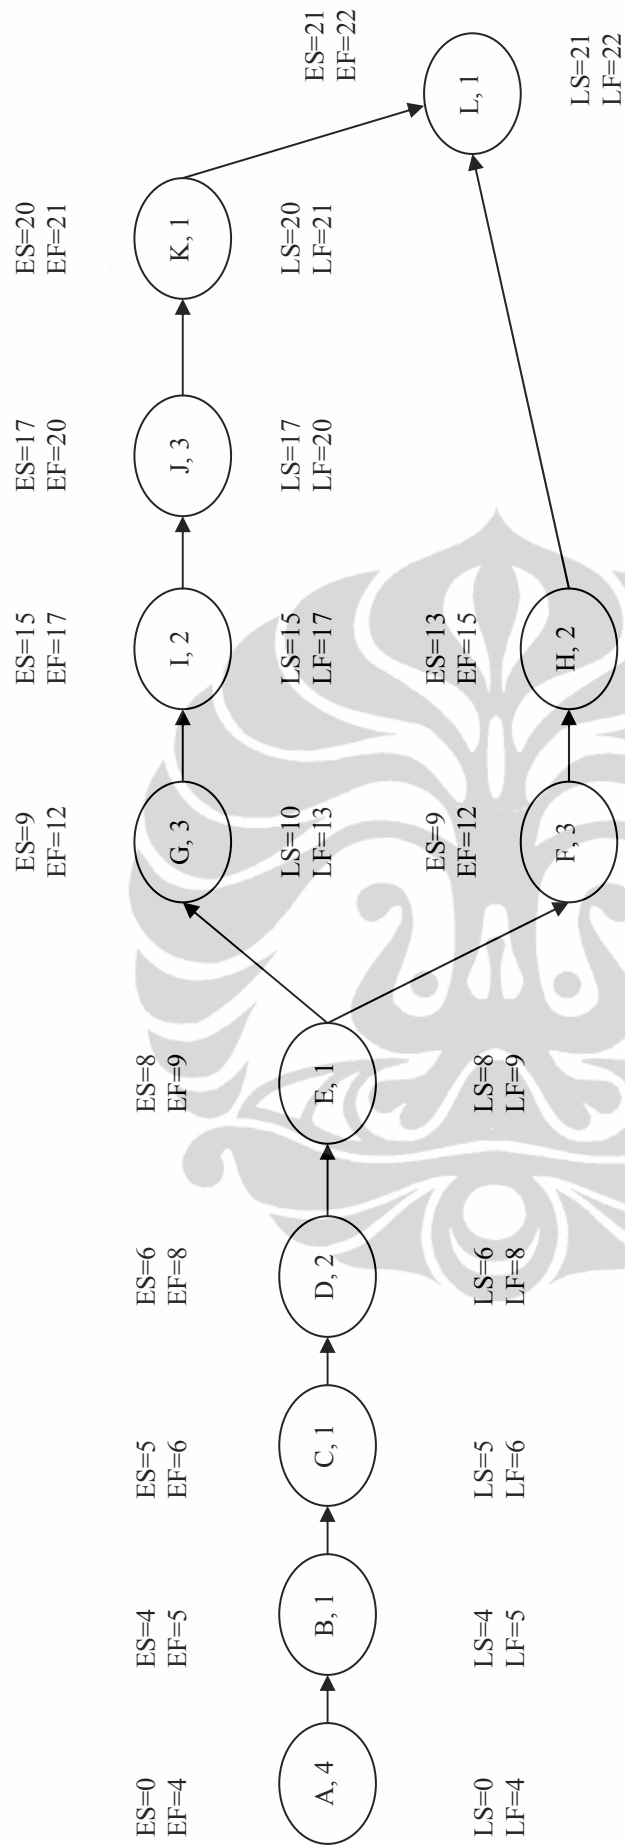 ES=0
EF=4
A, 4
LS=0
LF=4
ES=4
EF=5
B, 1
LS=4
LF=5
ES=5
EF=6
C, 1
LS=5
LF=6
ES=6
EF=8
D, 2
LS=6
LF=8
ES=8
EF=9
E, 1
LS=8
LF=9
ES=9
EF=12
G, 3
LS=10
LF=13
ES=9
EF=12
F, 3
ES=15
EF=17
I, 2
LS=15
LF=17
ES=13
EF=15
H, 2
ES=17
EF=20
J, 3
LS=17
LF=20
ES=20
EF=21
K, 1
LS=20
LF=21
ES=21
EF=22
L, 1
LS=21
LF=22